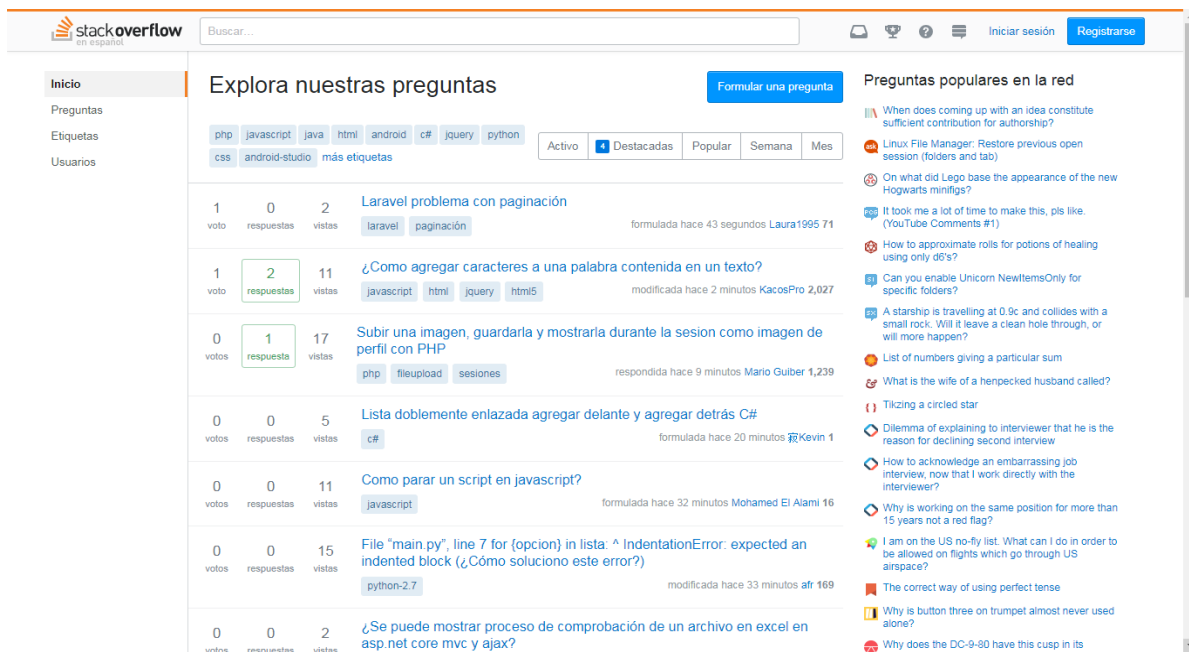 stackoverflow
en español
Buscar...
Iniciar sesión
Registrarse
Inicio
Preguntas
Etiquetas
Usuarios
Explora nuestras preguntas
Formular una pregunta
php javascript java html android c# jquery python
css android-studio más etiquetas
Activo 4 Destacadas Popular Semana Mes
1 0 2
voto respuestas vistas
Laravel problema con paginación
laravel paginación
formulada hace 43 segundos Laura1995 71
1 2 11
voto respuestas vistas
¿Como agregar caracteres a una palabra contenida en un texto?
javascript html jquery html5
modificada hace 2 minutos KacosPro 2,027
0 1 17
votos respuesta vistas
Subir una imagen, guardarla y mostrarla durante la sesion como imagen de
perfil con PHP
php fileupload sesiones
respondida hace 9 minutos Mario Guiber 1,239
0 0 5
votos respuestas vistas
Lista doblemente enlazada agregar delante y agregar detrás C#
c#
formulada hace 20 minutos Kevin 1
0 0 11
votos respuestas vistas
Como parar un script en javascript?
javascript
formulada hace 32 minutos Mohamed El Alami 16
0 0 15
votos respuestas vistas
File “main.py”, line 7 for {opcion} in lista: ^ IndentationError: expected an
indented block (¿Cómo soluciono este error?)
python-2.7
modificada hace 33 minutos afr 169
0 0 2
votos respuestas vistas
¿Se puede mostrar proceso de comprobación de un archivo en excel en
asp.net core mvc y ajax?
Preguntas populares en la red
When does coming up with an idea constitute
sufficient contribution for authorship?
Linux File Manager: Restore previous open
session (folders and tab)
On what did Lego base the appearance of the new
Hogwarts minifigs?
It took me a lot of time to make this, pls like.
(YouTube Comments #1)
How to approximate rolls for potions of healing
using only d6's?
Can you enable Unicorn NewItemsOnly for
specific folders?
A starship is travelling at 0.9c and collides with a
small rock. Will it leave a clean hole through, or
will more happen?
List of numbers giving a particular sum
What is the wife of a henpecked husband called?
Tikzing a circled star
Dilemma of explaining to interviewer that he is the
reason for declining second interview
How to acknowledge an embarrassing job
interview, now that I work directly with the
interviewer?
Why is working on the same position for more than
15 years not a red flag?
I am on the US no-fly list. What can I do in order to
be allowed on flights which go through US
airspace?
The correct way of using perfect tense
Why is button three on trumpet almost never used
alone?
Why does the DC-9-80 have this cusp in its